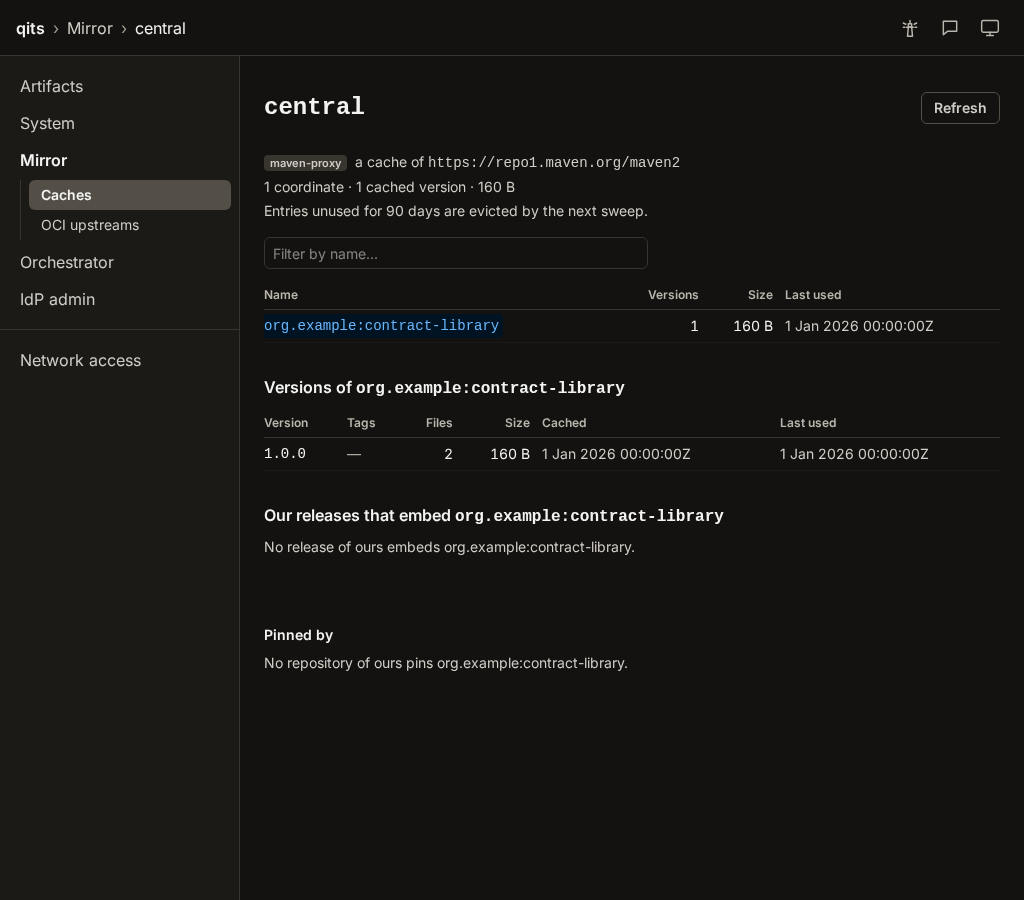 qits › Mirror › central
Artifacts
System
Mirror
Caches
OCI upstreams
Orchestrator
IdP admin
Network access
central
Refresh
maven-proxy a cache of https://repo1.maven.org/maven2
1 coordinate · 1 cached version · 160 B
Entries unused for 90 days are evicted by the next sweep.
Filter by name...
Name Versions Size Last used
org.example:contract-library 1 160 B 1 Jan 2026 00:00:00Z
Versions of org.example:contract-library
Version Tags Files Size Cached Last used
1.0.0 — 2 160 B 1 Jan 2026 00:00:00Z 1 Jan 2026 00:00:00Z
Our releases that embed org.example:contract-library
No release of ours embeds org.example:contract-library.
Pinned by
No repository of ours pins org.example:contract-library.